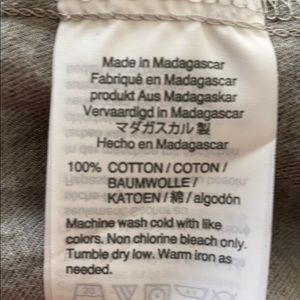 Made in Madagascar
Fabriqué en Madagascar
produkt Aus Madagaskar
Vervaardigd in Madagascar
マダガスカル 製
Hecho en Madagascar
100% COTTON / COTON /
BAUMWOLLE /
KATOEN / 綿 / algodón
Machine wash cold with like
colors. Non chlorine bleach only.
Tumble dry low. Warm iron as
needed.